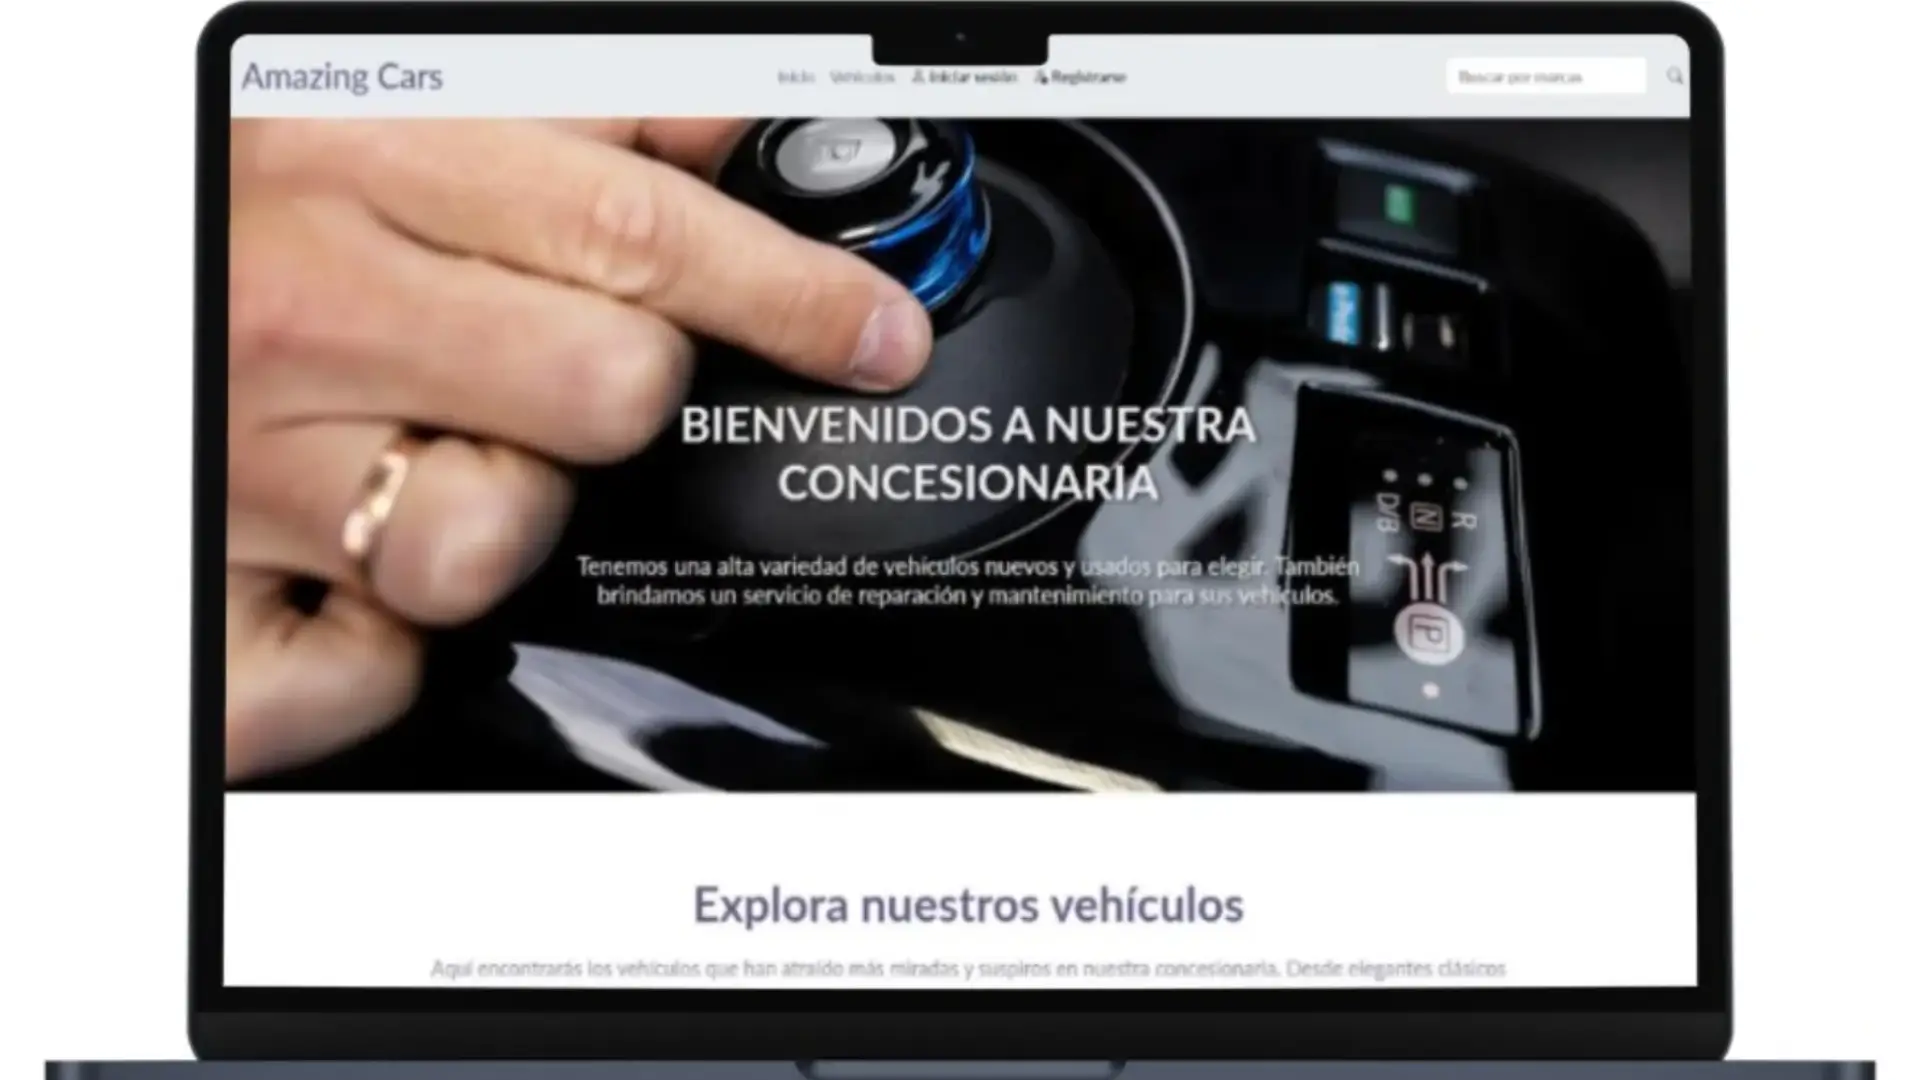 Amazing Cars
Inicio Vehículos Iniciar sesión Registrarse
Buscar por marcas
BIENVENIDOS A NUESTRA
CONCESIONARIA
Tenemos una alta variedad de vehículos nuevos y usados para elegir. También
brindamos un servicio de reparación y mantenimiento para sus vehículos.
R
N
D/B
P
Explora nuestros vehículos
Aquí encontrarás los vehículos que han atraído más miradas y suspiros en nuestra concesionaria. Desde elegantes clásicos